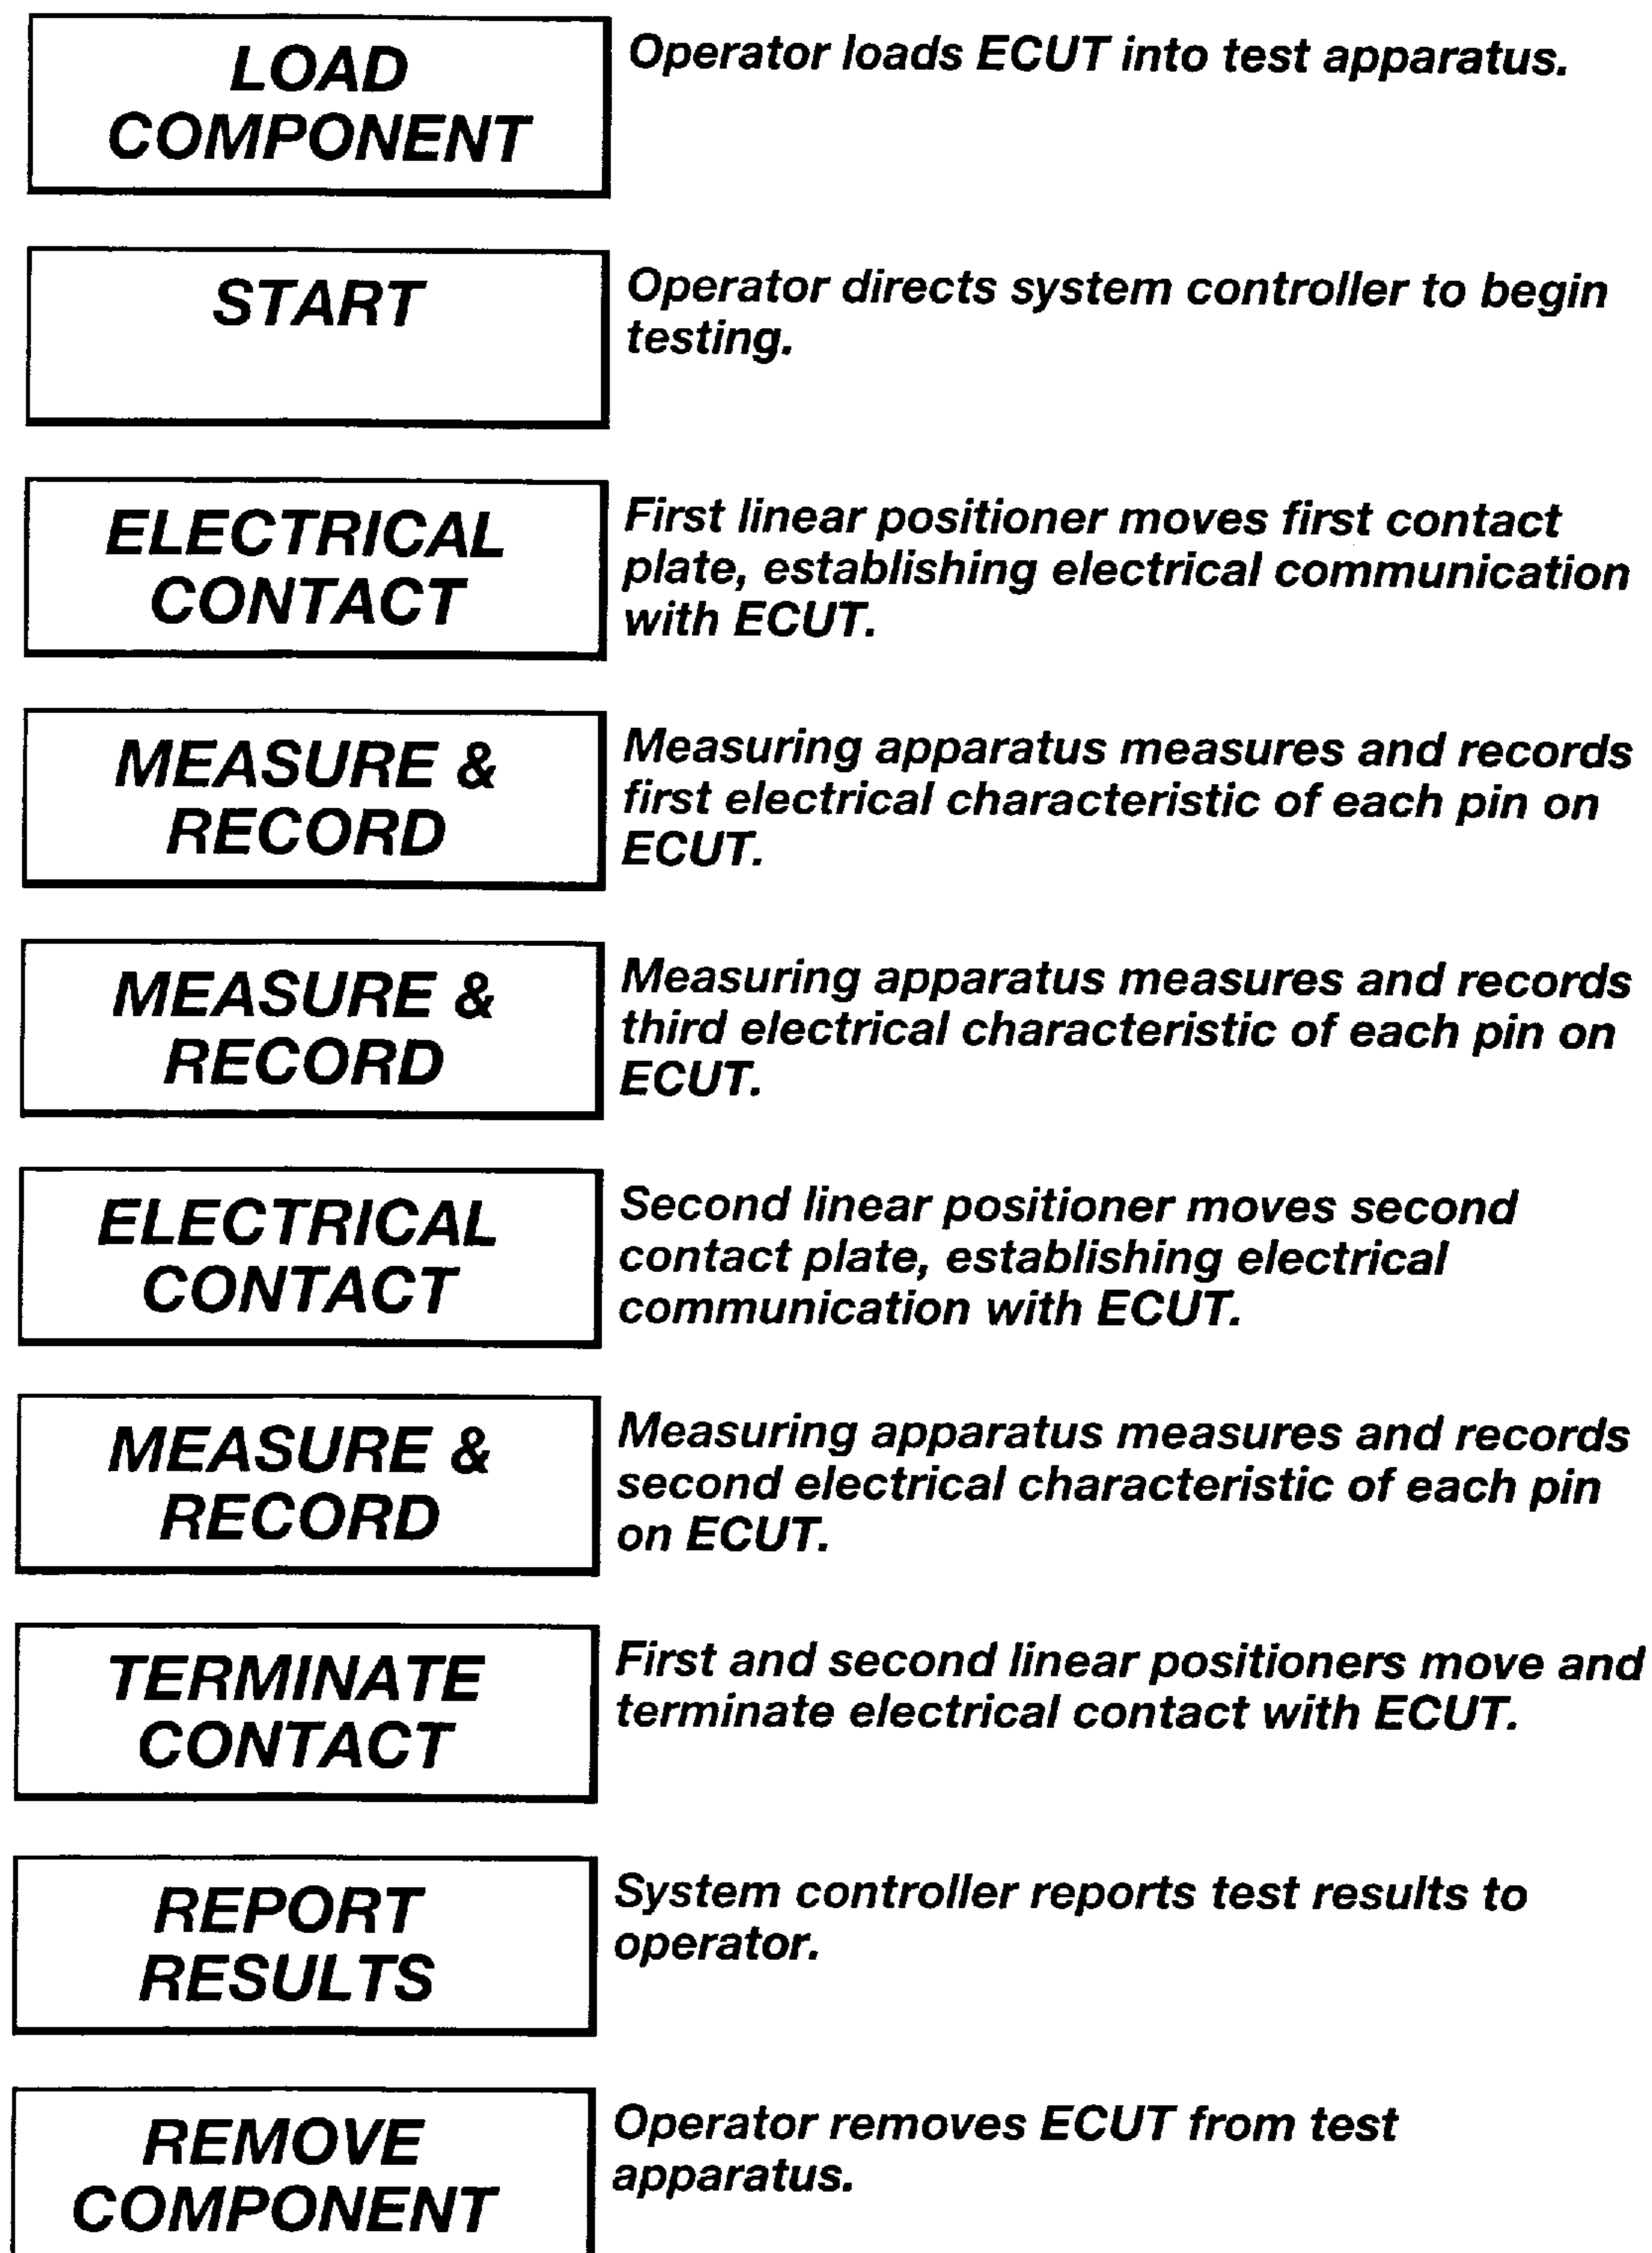 LOAD
COMPONENT
Operator loads ECUT into test apparatus.
START
Operator directs system controller to begin
testing.
ELECTRICAL
CONTACT
First linear positioner moves first contact
plate, establishing electrical communication
with ECUT.
MEASURE &
RECORD
Measuring apparatus measures and records
first electrical characteristic of each pin on
ECUT.
MEASURE &
RECORD
Measuring apparatus measures and records
third electrical characteristic of each pin on
ECUT.
ELECTRICAL
CONTACT
Second linear positioner moves second
contact plate, establishing electrical
communication with ECUT.
MEASURE &
RECORD
Measuring apparatus measures and records
second electrical characteristic of each pin
on ECUT.
TERMINATE
CONTACT
First and second linear positioners move and
terminate electrical contact with ECUT.
REPORT
RESULTS
System controller reports test results to
operator.
REMOVE
COMPONENT
Operator removes ECUT from test
apparatus.